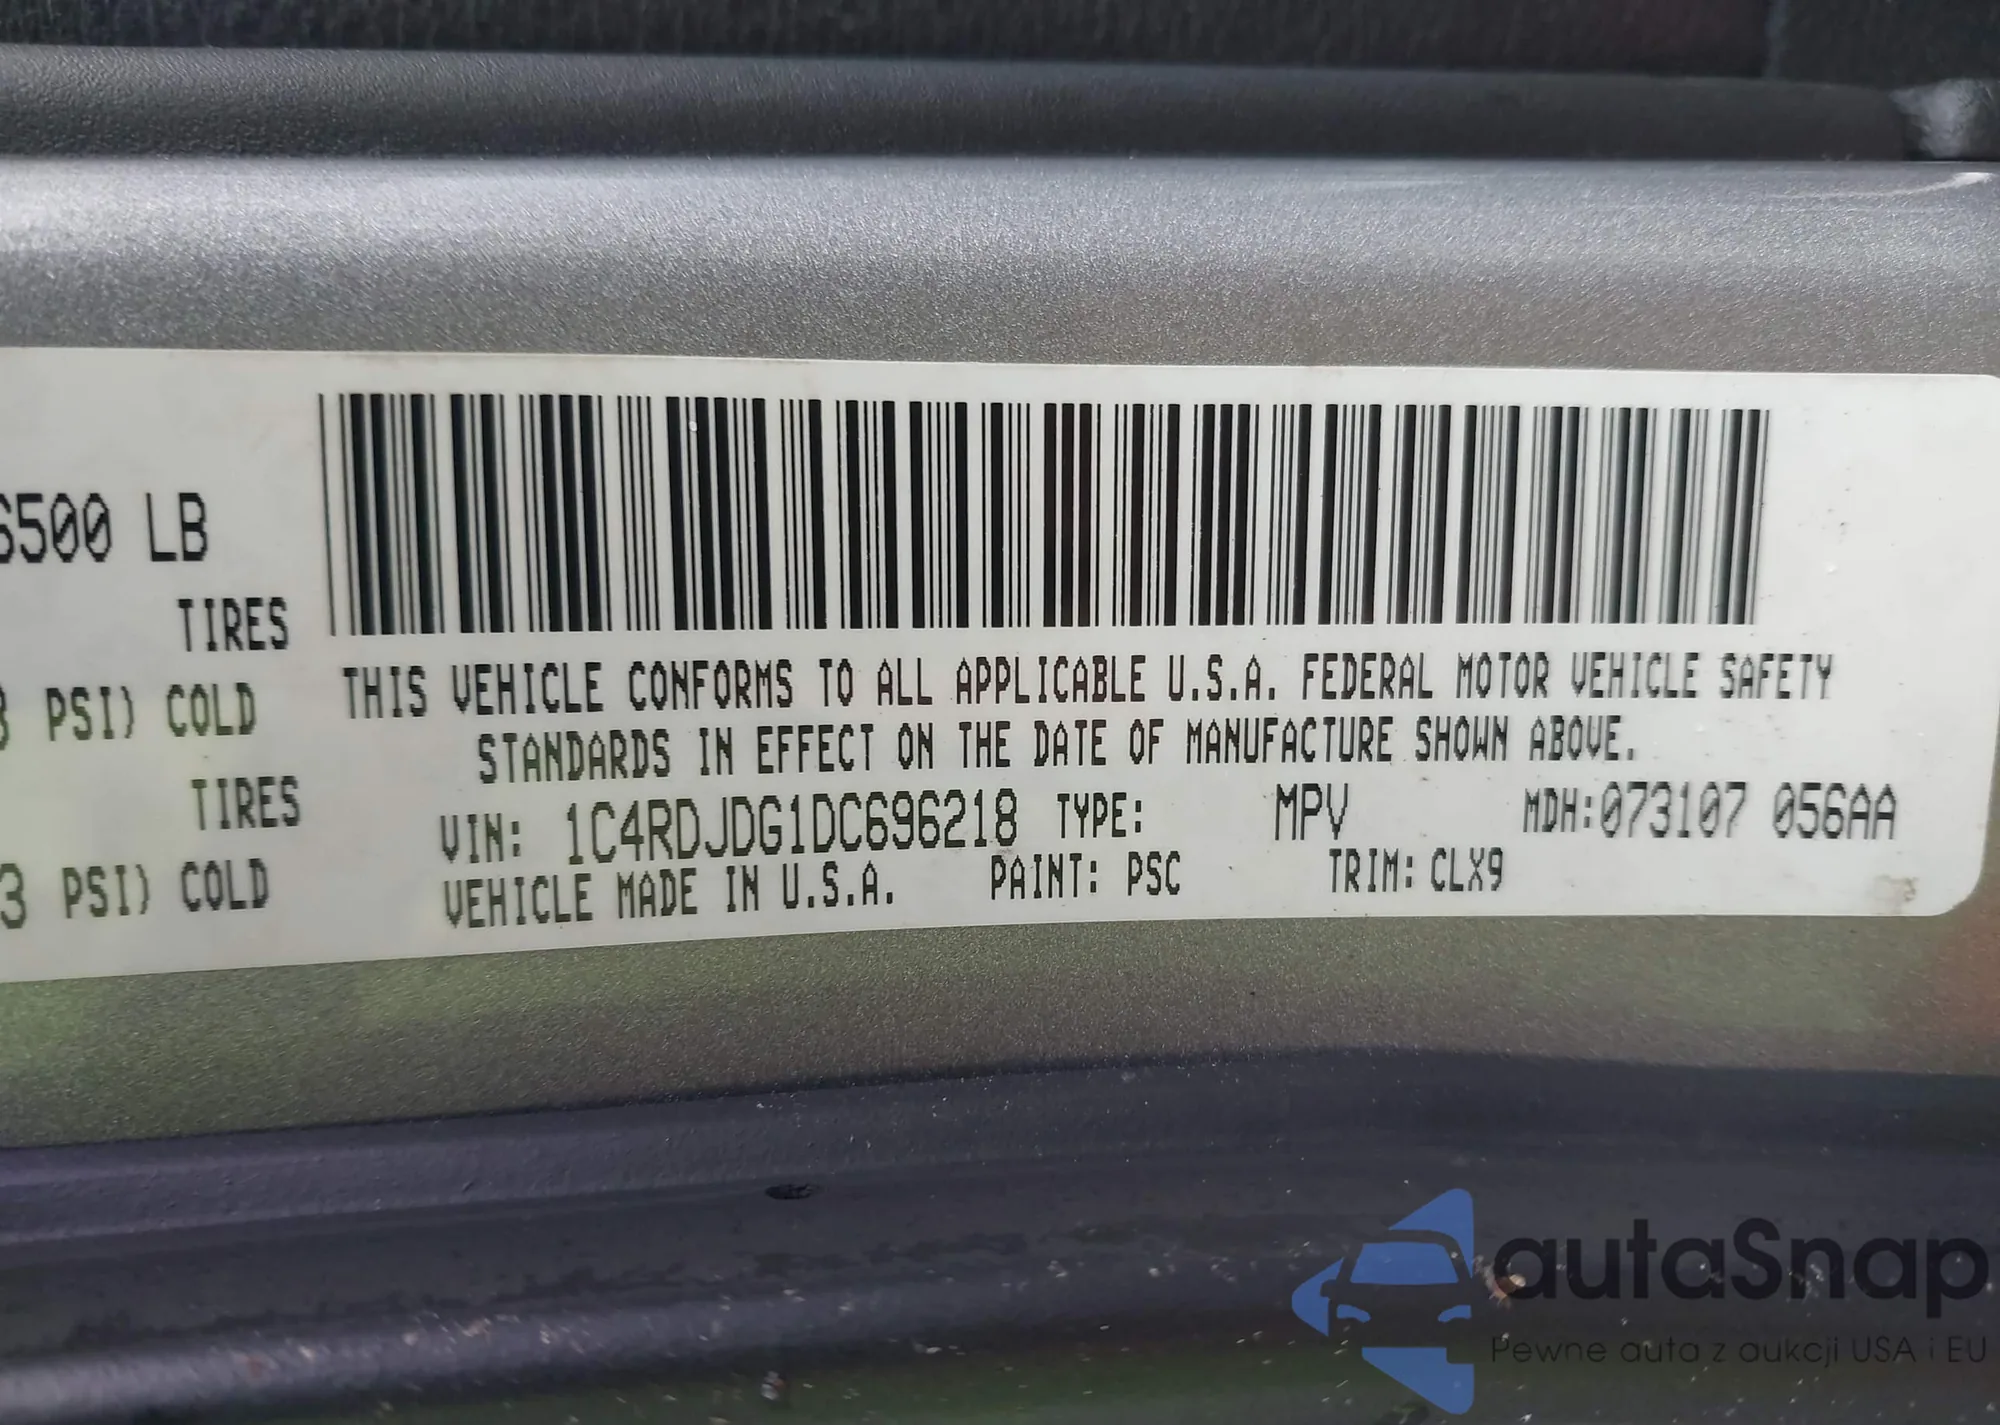 6500 LB
TIRES
3 PSI) COLD
TIRES
3 PSI) COLD
THIS VEHICLE CONFORMS TO ALL APPLICABLE U.S.A. FEDERAL MOTOR VEHICLE SAFETY
STANDARDS IN EFFECT ON THE DATE OF MANUFACTURE SHOWN ABOVE.
VIN: 1C4RDJDG1DC696218 TYPE: MPV MDH:073107 056AA
VEHICLE MADE IN U.S.A. PAINT: PSC TRIM: CLX9
autaSnap
Pewne auta z aukcji USA i EU